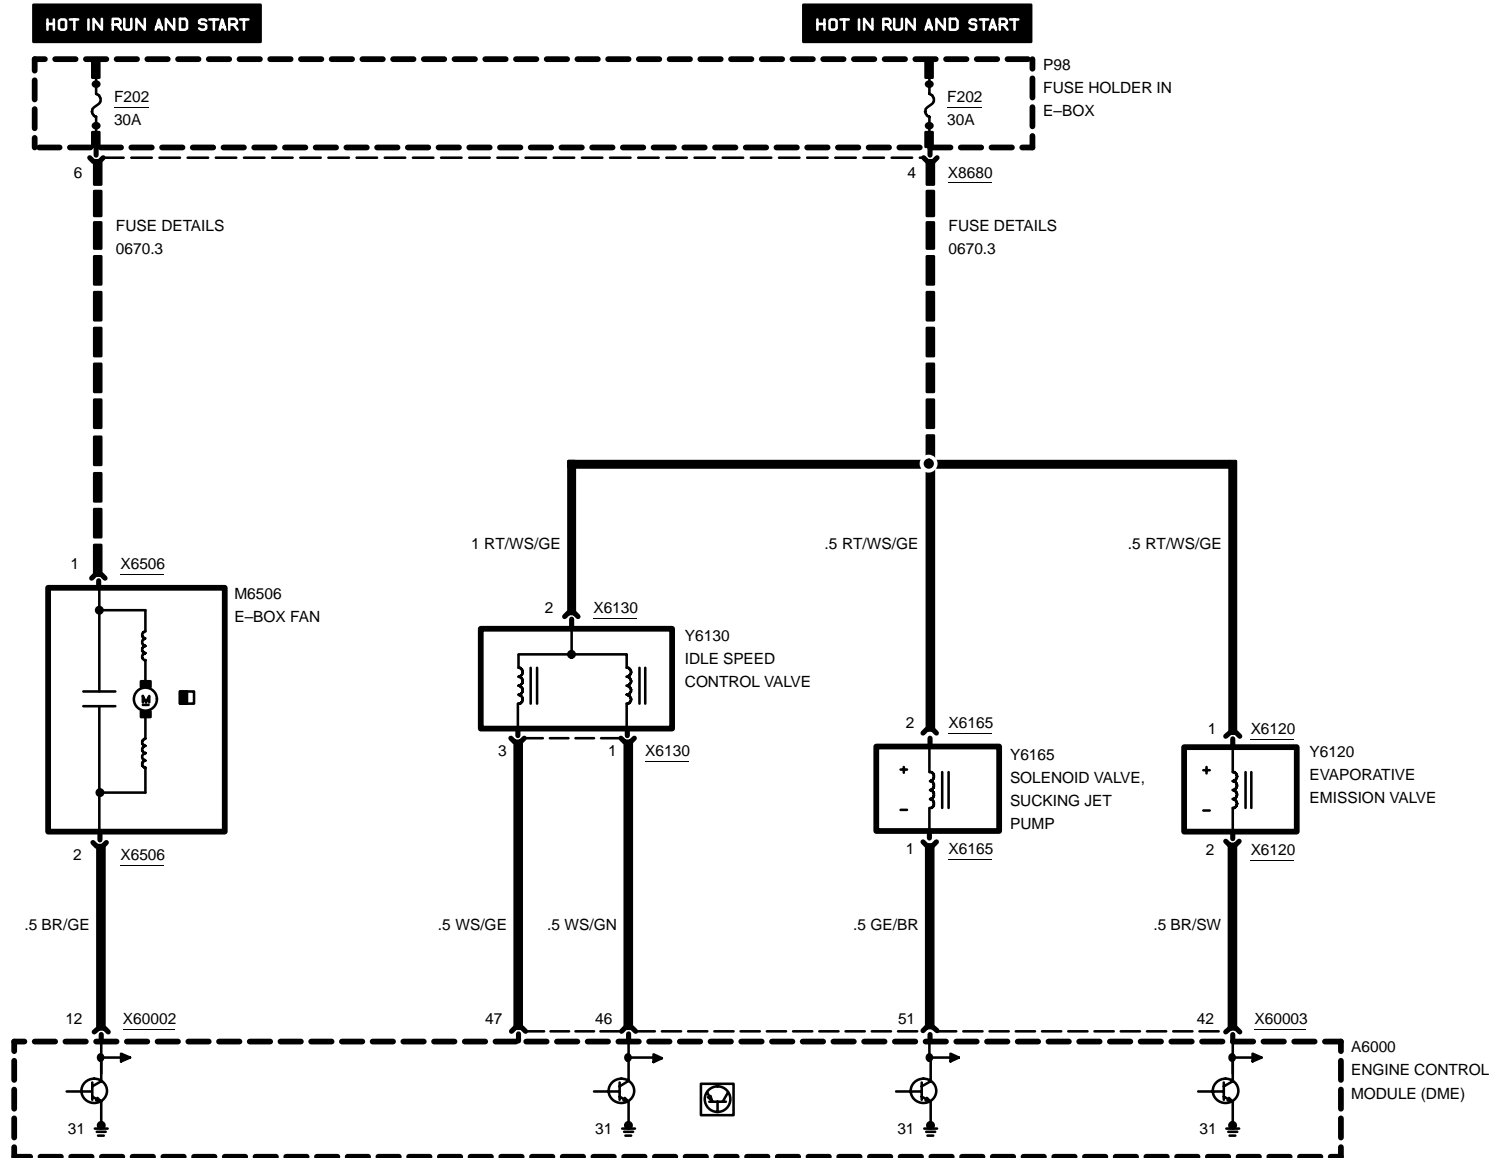 HOT IN RUN AND START
HOT IN RUN AND START
P98
FUSE HOLDER IN
E–BOX
F202
30A
F202
30A
6
4
X8680
FUSE DETAILS
0670.3
FUSE DETAILS
0670.3
1 RT/WS/GE
.5 RT/WS/GE
.5 RT/WS/GE
1
X6506
M6506
E–BOX FAN
M
2
X6506
2
X6130
Y6130
IDLE SPEED
CONTROL VALVE
3
1
X6130
2
X6165
Y6165
SOLENOID VALVE,
SUCKING JET
PUMP
+
–
1
X6165
1
X6120
Y6120
EVAPORATIVE
EMISSION VALVE
+
–
2
X6120
.5 BR/GE
.5 WS/GE
.5 WS/GN
.5 GE/BR
.5 BR/SW
12
X60002
47
46
51
42
X60003
A6000
ENGINE CONTROL
MODULE (DME)
31
31
31
31